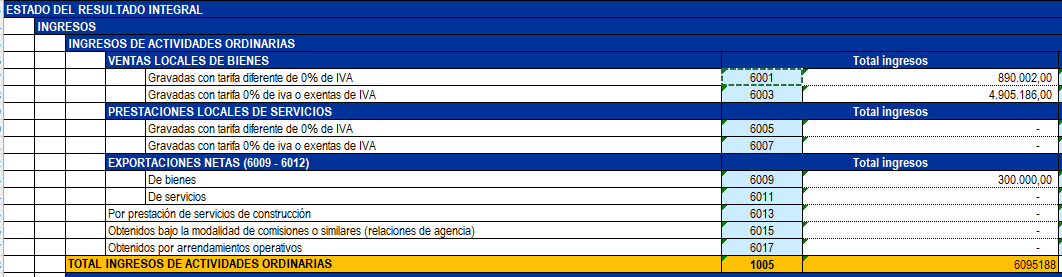 ESTADO DEL RESULTADO INTEGRAL
INGRESOS
INGRESOS DE ACTIVIDADES ORDINARIAS
VENTAS LOCALES DE BIENES Total ingresos
Gravadas con tarifa diferente de 0% de IVA 6001 890.002,00
Gravadas con tarifa 0% de iva o exentas de IVA 6003 4.905.186,00
PRESTACIONES LOCALES DE SERVICIOS Total ingresos
Gravadas con tarifa diferente de 0% de IVA 6005 -
Gravadas con tarifa 0% de iva o exentas de IVA 6007 -
EXPORTACIONES NETAS (6009 - 6012) Total ingresos
De bienes 6009 300.000,00
De servicios 6011 -
Por prestación de servicios de construcción 6013 -
Obtenidos bajo la modalidad de comisiones o similares (relaciones de agencia) 6015 -
Obtenidos por arrendamientos operativos 6017 -
TOTAL INGRESOS DE ACTIVIDADES ORDINARIAS 1005 6095188